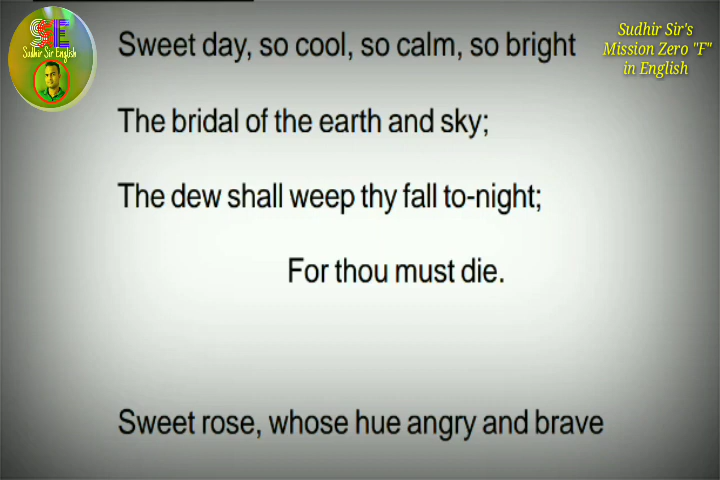 SE
Sudhir Sir English
Sudhir Sir's
Mission Zero "F"
in English
Sweet day, so cool, so calm, so bright
The bridal of the earth and sky;
The dew shall weep thy fall to-night;
For thou must die.
Sweet rose, whose hue angry and brave